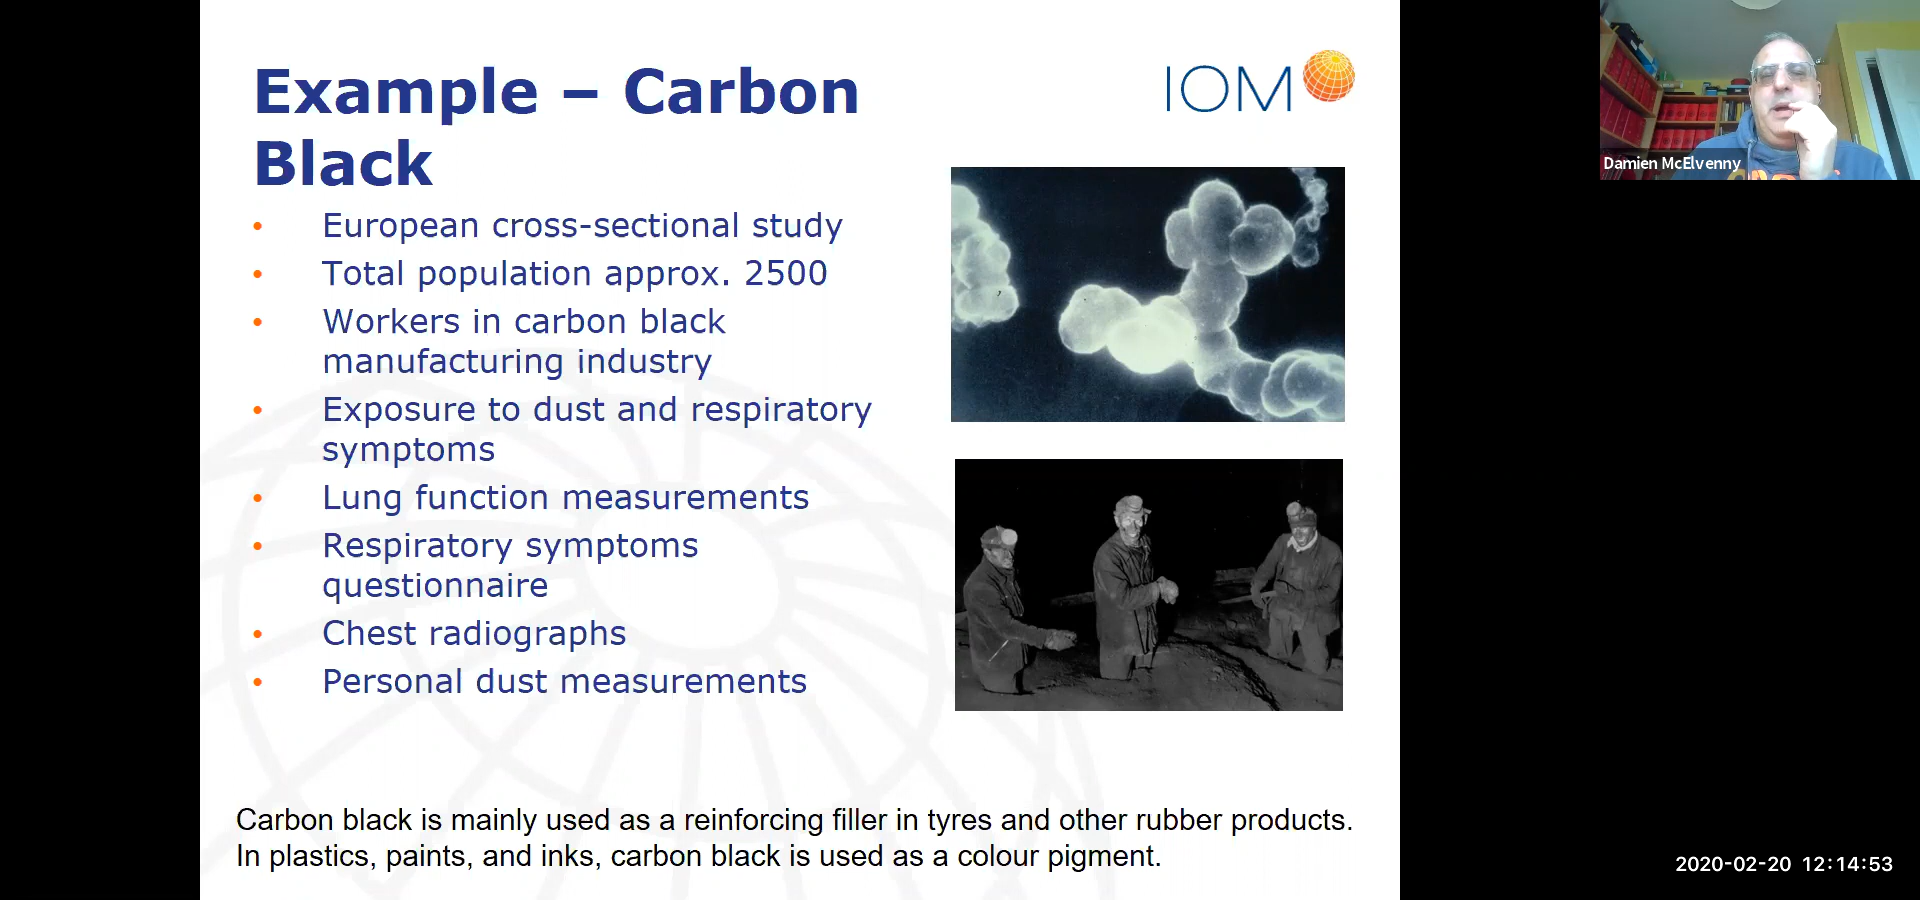 Example – Carbon
Black
IOM
• European cross-sectional study
• Total population approx. 2500
• Workers in carbon black
manufacturing industry
• Exposure to dust and respiratory
symptoms
• Lung function measurements
• Respiratory symptoms
questionnaire
• Chest radiographs
• Personal dust measurements
Carbon black is mainly used as a reinforcing filler in tyres and other rubber products.
In plastics, paints, and inks, carbon black is used as a colour pigment.
Damien McElvenny
2020-02-20 12:14:53